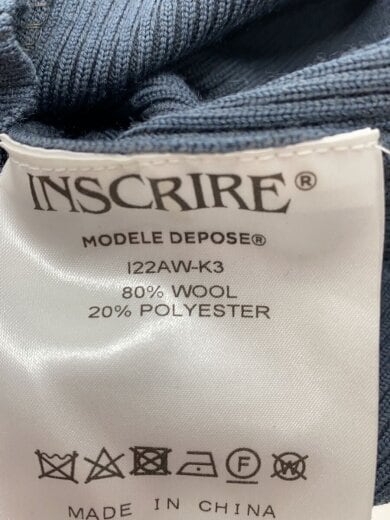 INSCRIRE®
MODELE DEPOSE®
I22AW-K3
80% WOOL
20% POLYESTER
F W
MADE IN CHINA